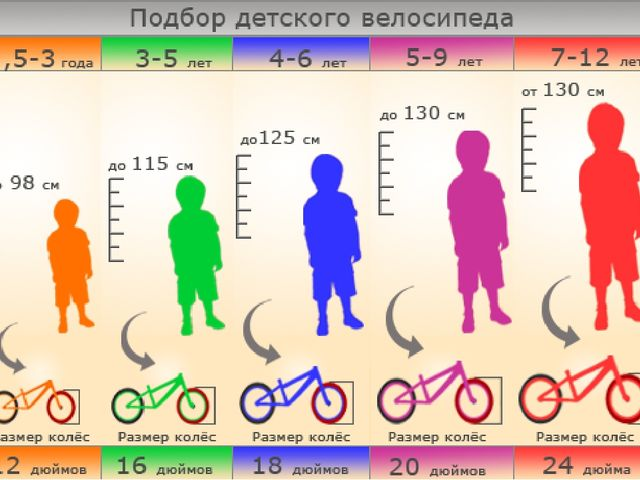 Подбор детского велосипеда
,5-3 года 3-5 лет 4-6 лет 5-9 лет 7-12 лет
98 см
до 115 см
до125 см
до 130 см
от 130 см
Размер колёс Размер колёс Размер колёс Размер колёс Размер колёс
12 дюймов 16 дюймов 18 дюймов 20 дюймов 24 дюйма